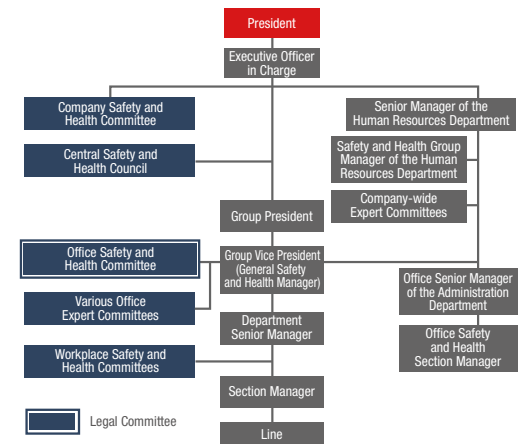 President
Executive Officer
in Charge
Company Safety and
Health Committee
Senior Manager of the
Human Resources Department
Central Safety and
Health Council
Safety and Health Group
Manager of the Human
Resources Department
Company-wide
Expert Committees
Group President
Office Safety and
Health Committee
Group Vice President
(General Safety
and Health Manager)
Office Senior Manager
of the Administration
Department
Various Office
Expert Committees
Department
Senior Manager
Office Safety
and Health
Section Manager
Workplace Safety and
Health Committees
Section Manager
Legal Committee
Line